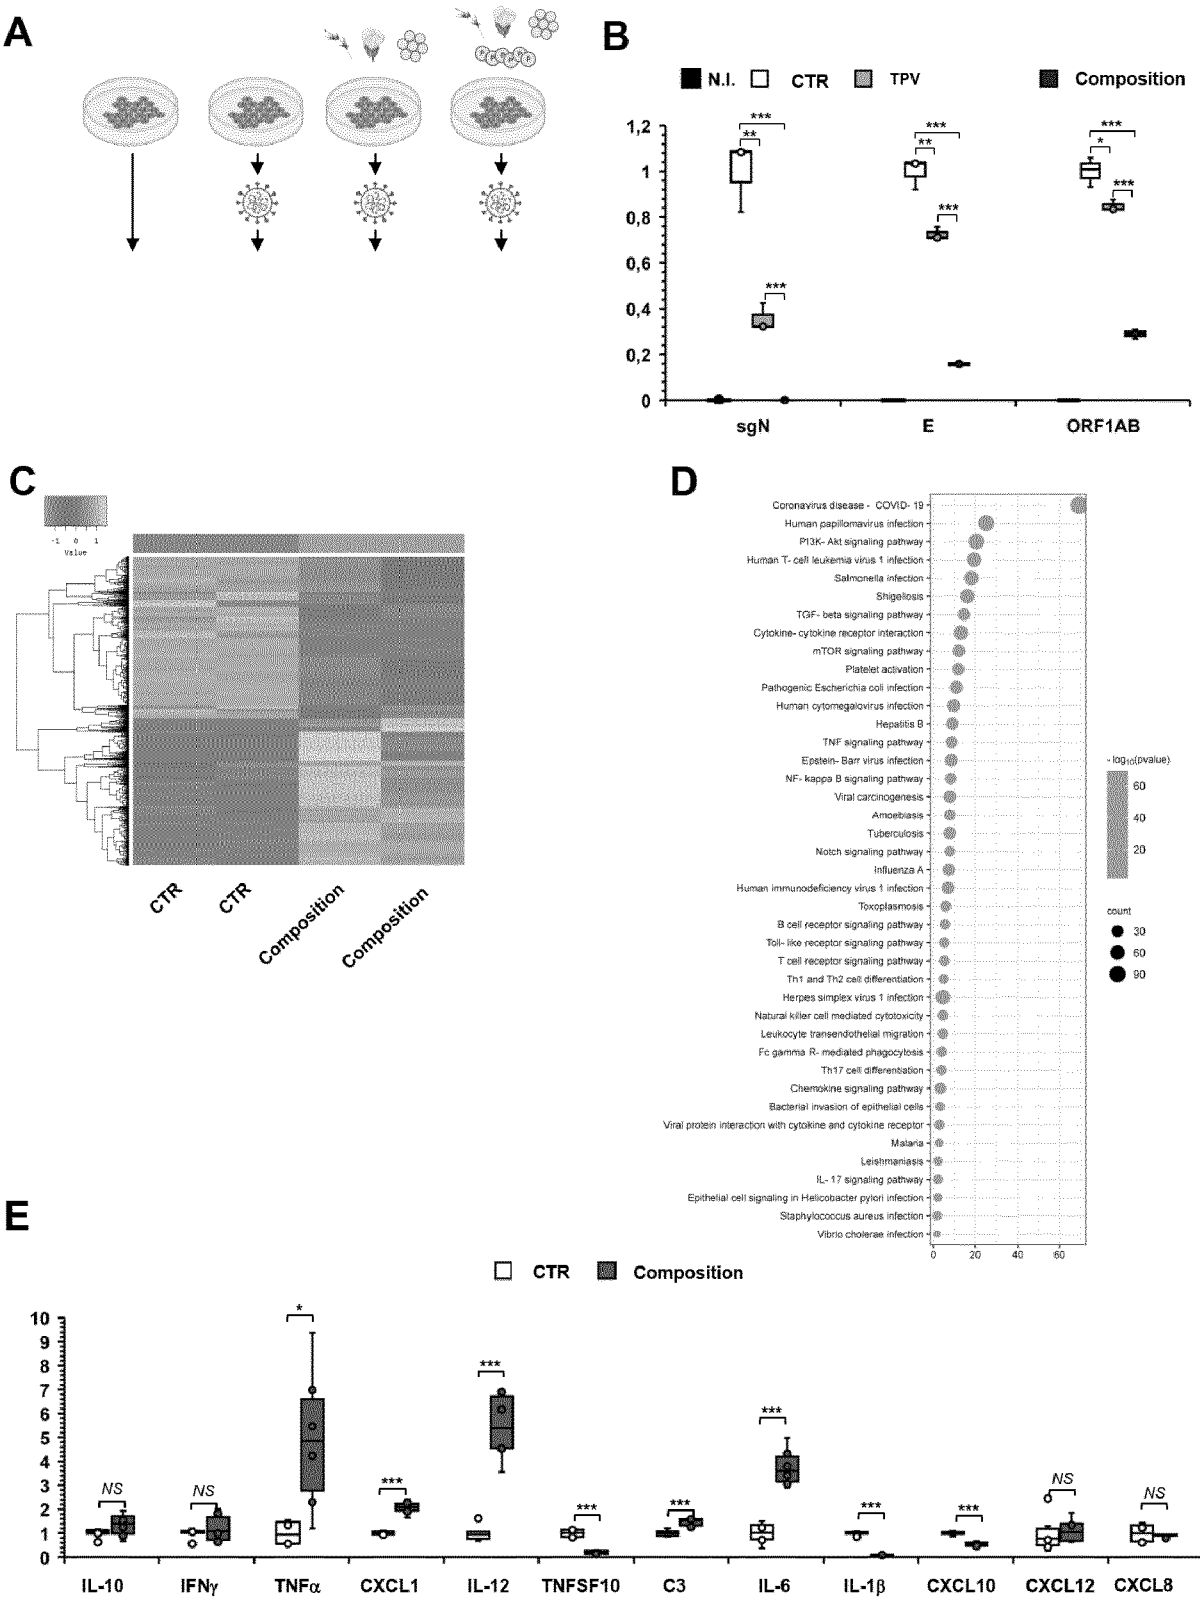 A
B
N.I. CTR TPV Composition
*** *** ***
** ** *
*** *** ***
1,2
1
0,8
0,6
0,4
0,2
0
sgN E ORF1AB
C
-1 0 1
Value
CTR CTR Composition Composition
D
Coronavirus disease - COVID- 19
Human papillomavirus infection
PI3K- Akt signaling pathway
Human T- cell leukemia virus 1 infection
Salmonella infection
Shigellosis
TGF- beta signaling pathway
Cytokine- cytokine receptor interaction
mTOR signaling pathway
Platelet activation
Pathogenic Escherichia coli infection
Human cytomegalovirus infection
Hepatitis B
TNF signaling pathway
Epstein- Barr virus infection
NF- kappa B signaling pathway
Viral carcinogenesis
Amoebiasis
Tuberculosis
Notch signaling pathway
Influenza A
Human immunodeficiency virus 1 infection
Toxoplasmosis
B cell receptor signaling pathway
Toll- like receptor signaling pathway
T cell receptor signaling pathway
Th1 and Th2 cell differentiation
Herpes simplex virus 1 infection
Natural killer cell mediated cytotoxicity
Leukocyte transendothelial migration
Fc gamma R- mediated phagocytosis
Th17 cell differentiation
Chemokine signaling pathway
Bacterial invasion of epithelial cells
Viral protein interaction with cytokine and cytokine receptor
Malaria
Leishmaniasis
IL- 17 signaling pathway
Epithelial cell signaling in Helicobacter pylori infection
Staphylococcus aureus infection
Vibrio cholerae infection
0 20 40 60
- log10(pvalue)
60
40
20
count
30
60
90
E
CTR Composition
10
9
8
7
6
5
4
3
2
1
0
NS NS * *** *** *** *** *** *** *** NS NS
IL-10 IFNγ TNFα CXCL1 IL-12 TNFSF10 C3 IL-6 IL-1β CXCL10 CXCL12 CXCL8